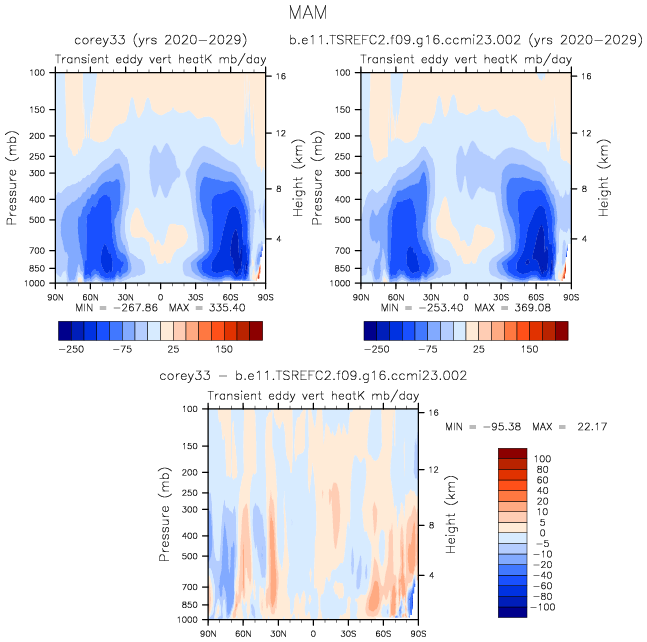 MAM
corey33 (yrs 2020-2029)
b.e11.TSREFC2.f09.g16.ccmi23.002 (yrs 2020-2029)
Transient eddy vert heatK mb/day
Transient eddy vert heatK mb/day
Pressure (mb)
100
150
200
250
300
400
500
700
850
1000
16
12
8
4
Height (km)
90N 60N 30N 0 30S 60S 90S
MIN = -267.86 MAX = 335.40
-250 -75 25 150
Pressure (mb)
100
150
200
250
300
400
500
700
850
1000
16
12
8
4
Height (km)
90N 60N 30N 0 30S 60S 90S
MIN = -253.40 MAX = 369.08
-250 -75 25 150
corey33 - b.e11.TSREFC2.f09.g16.ccmi23.002
Transient eddy vert heatK mb/day
Pressure (mb)
100
150
200
250
300
400
500
700
850
1000
16
12
8
4
Height (km)
90N 60N 30N 0 30S 60S 90S
MIN = -95.38 MAX = 22.17
100
80
60
40
20
10
5
0
-5
-10
-20
-40
-60
-80
-100